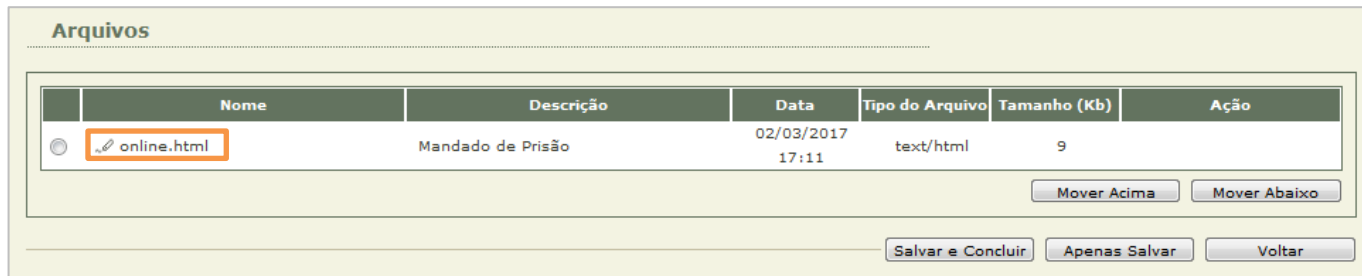 Arquivos
Nome Descrição Data Tipo do Arquivo Tamanho (Kb) Ação
online.html Mandado de Prisão 02/03/2017 17:11 text/html 9
Mover Acima Mover Abaixo
Salvar e Concluir Apenas Salvar Voltar